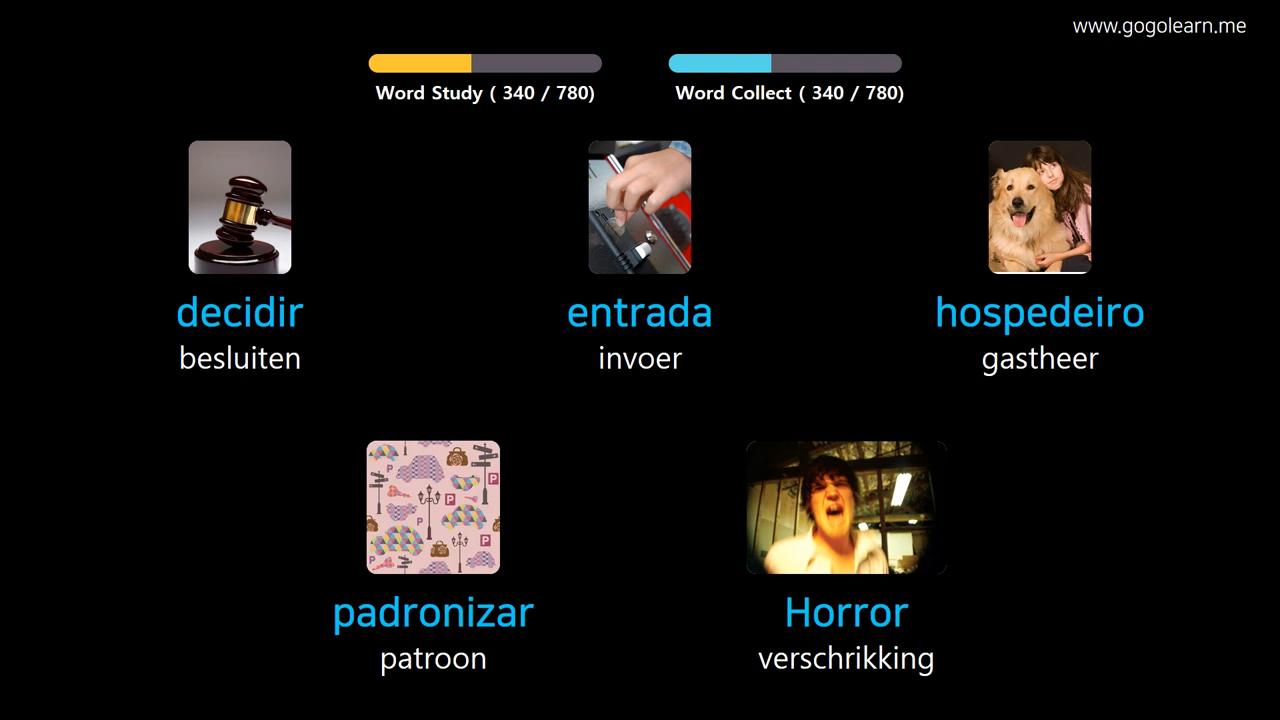 www.gogolearn.me
Word Study ( 340 / 780)
Word Collect ( 340 / 780)
decidir
besluiten
entrada
invoer
hospedeiro
gastheer
P
P
P
P
P
P
padronizar
patroon
Horror
verschrikking